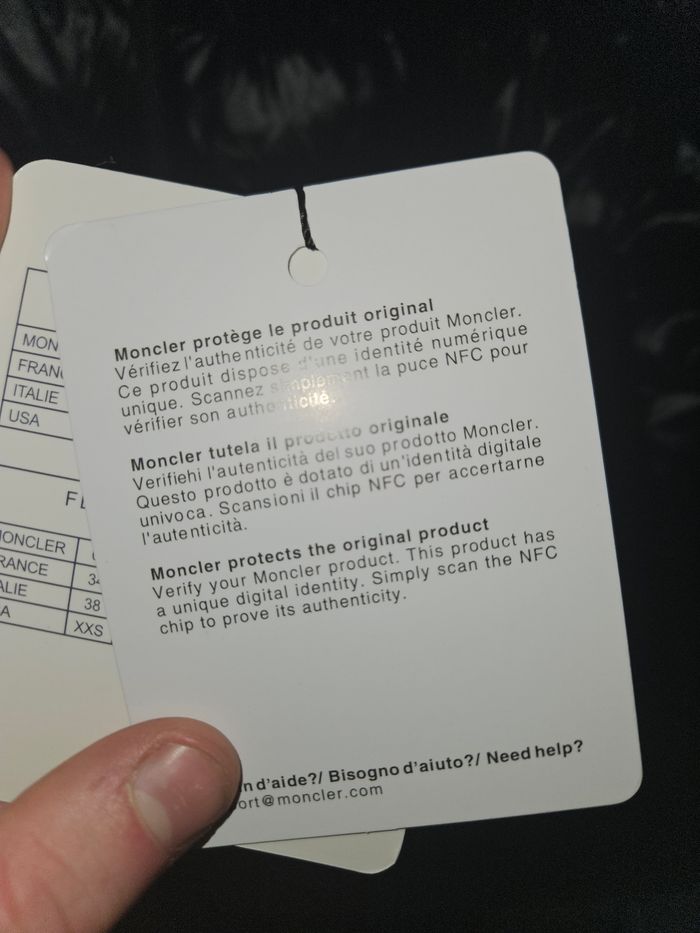 Moncler protège le produit original
Vérifiez l'authenticité de votre produit Moncler.
Ce produit dispose d'une identité numérique
unique. Scannez simplement la puce NFC pour
vérifier son authenticité.
Moncler tutela il prodotto originale
Verifiehi l'autenticità del suo prodotto Moncler.
Questo prodotto è dotato di un'identità digitale
univoca. Scansioni il chip NFC per accertarne
l'autenticità.
Moncler protects the original product
Verify your Moncler product. This product has
a unique digital identity. Simply scan the NFC
chip to prove its authenticity.
n d'aide?/ Bisogno d'aiuto?/ Need help?
ort@moncler.com
MON
FRAN
ITALIE
USA
F
ONCLER
RANCE 34
ALIE 38
A XXS